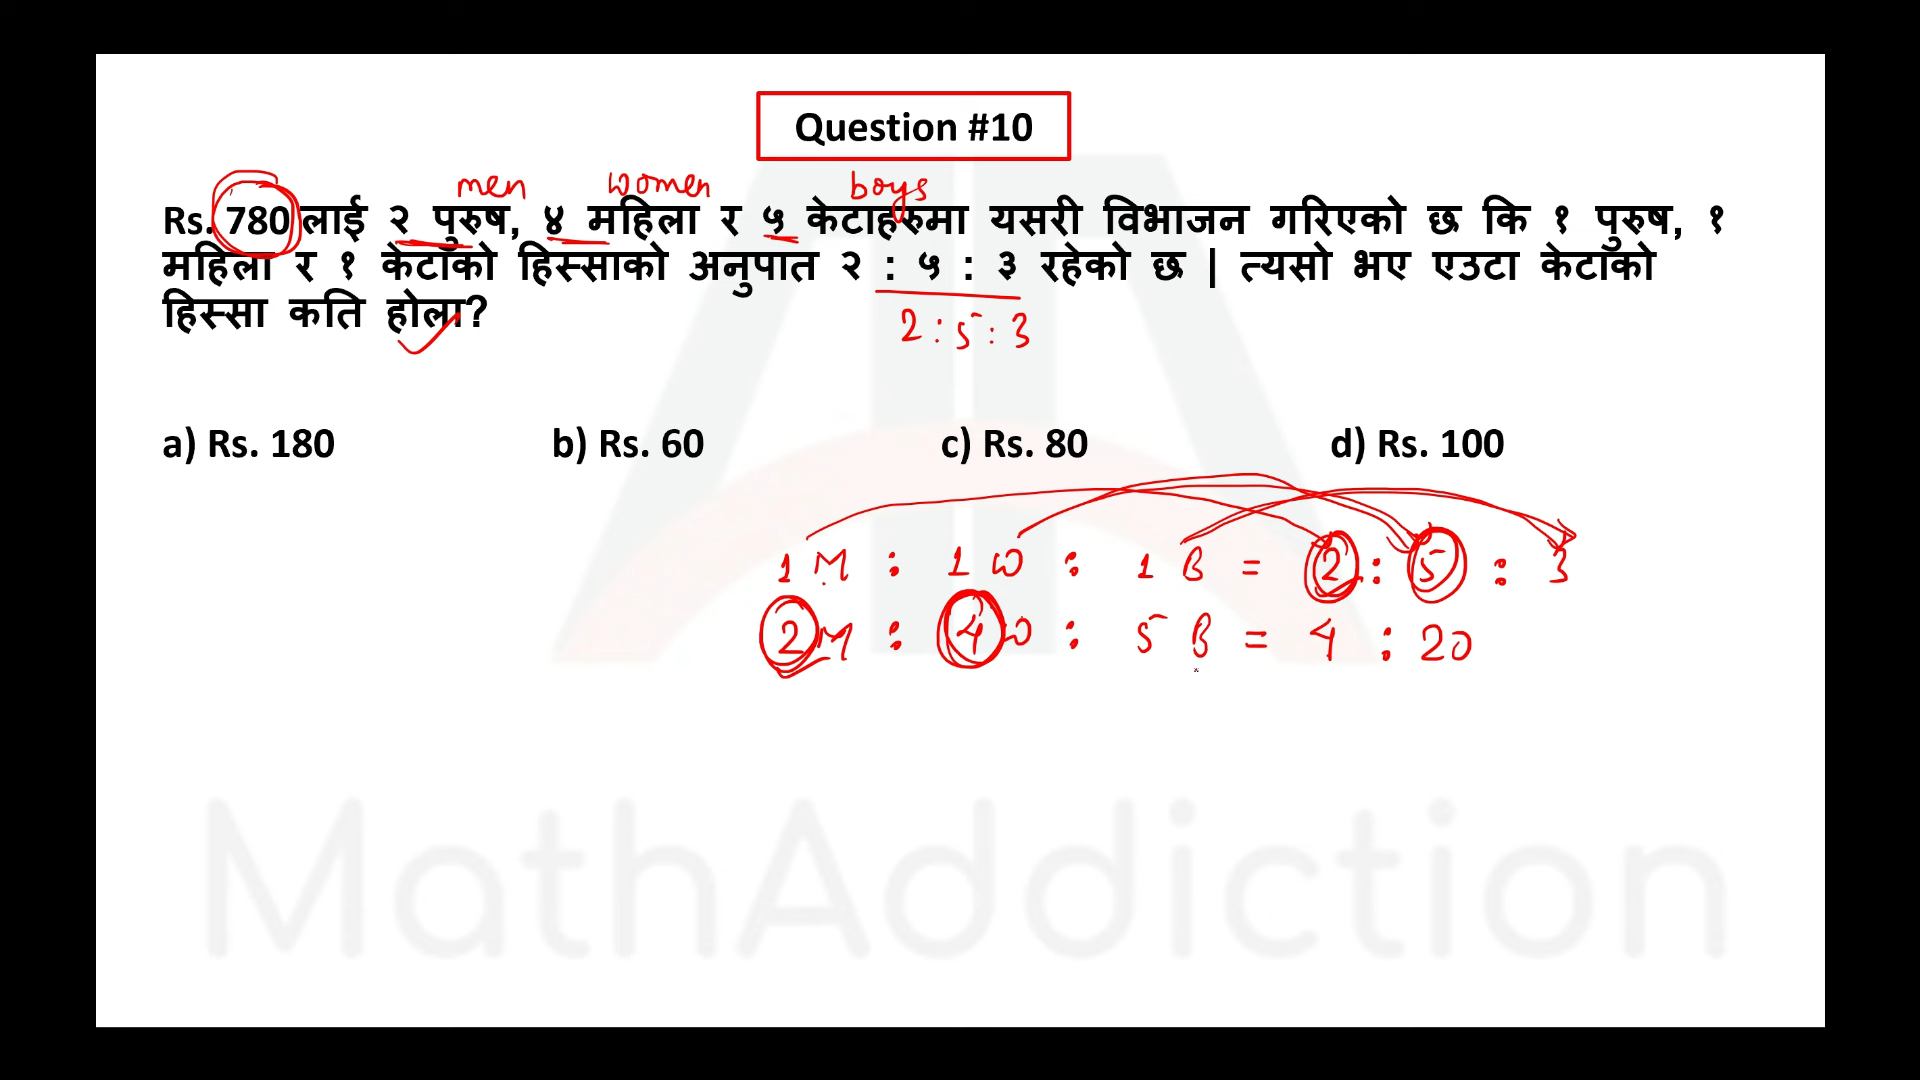 Question #10
men women boys
Rs. 780 लाई २ पुरुष, ४ महिला र ५ केटाहरुमा यसरी विभाजन गरिएको छ कि १ पुरुष, १
महिला र १ केटाको हिस्साको अनुपात २ : ५ : ३ रहेको छ | त्यसो भए एउटा केटाको
हिस्सा कति होला?
2 : 5 : 3
a) Rs. 180 b) Rs. 60 c) Rs. 80 d) Rs. 100
1 M : 1 W : 1 B = 2 : 5 : 3
2 M : 4 W : 5 B = 4 : 20
MathAddiction